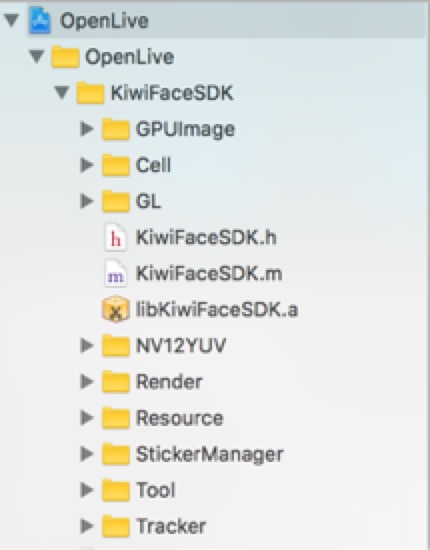 OpenLive
OpenLive
KiwiFaceSDK
GPUImage
Cell
GL
h KiwiFaceSDK.h
m KiwiFaceSDK.m
libKiwiFaceSDK.a
NV12YUV
Render
Resource
StickerManager
Tool
Tracker